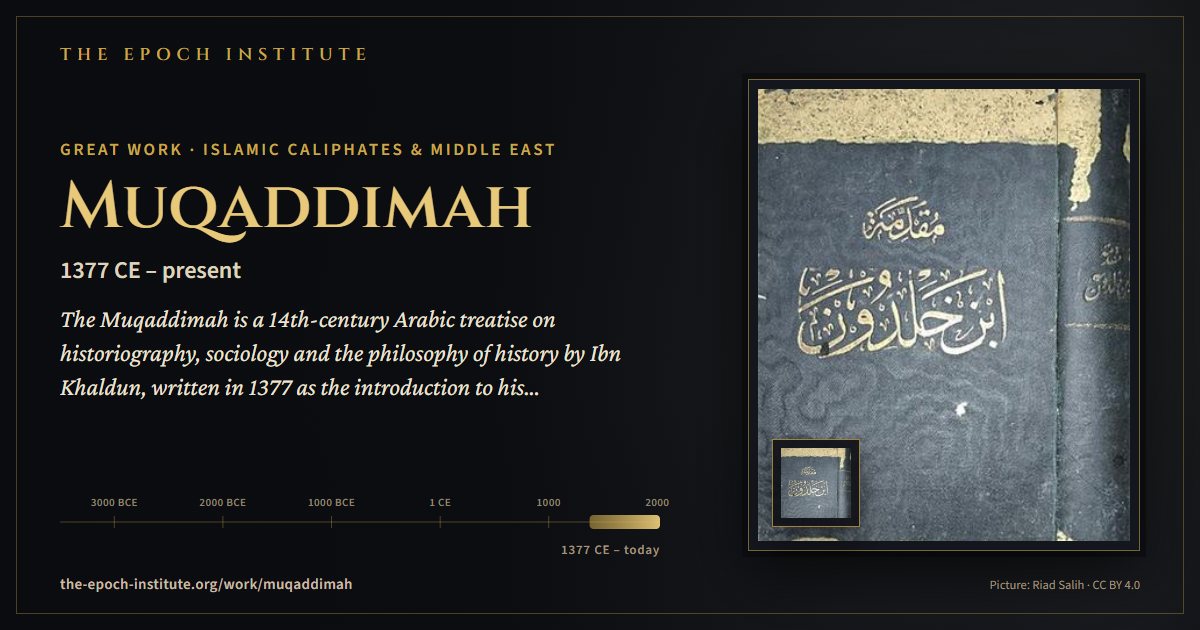 THE EPOCH INSTITUTE
GREAT WORK · ISLAMIC CALIPHATES & MIDDLE EAST
MUQADDIMAH
1377 CE – present
The Muqaddimah is a 14th-century Arabic treatise on
historiography, sociology and the philosophy of history by Ibn
Khaldun, written in 1377 as the introduction to his...
مُقَدِّمَة
ابْن خَلْدُونْ
مقدمة
ابن خلدون
3000 BCE 2000 BCE 1000 BCE 1 CE 1000 2000
1377 CE – today
the-epoch-institute.org/work/muqaddimah
Picture: Riad Salih · CC BY 4.0